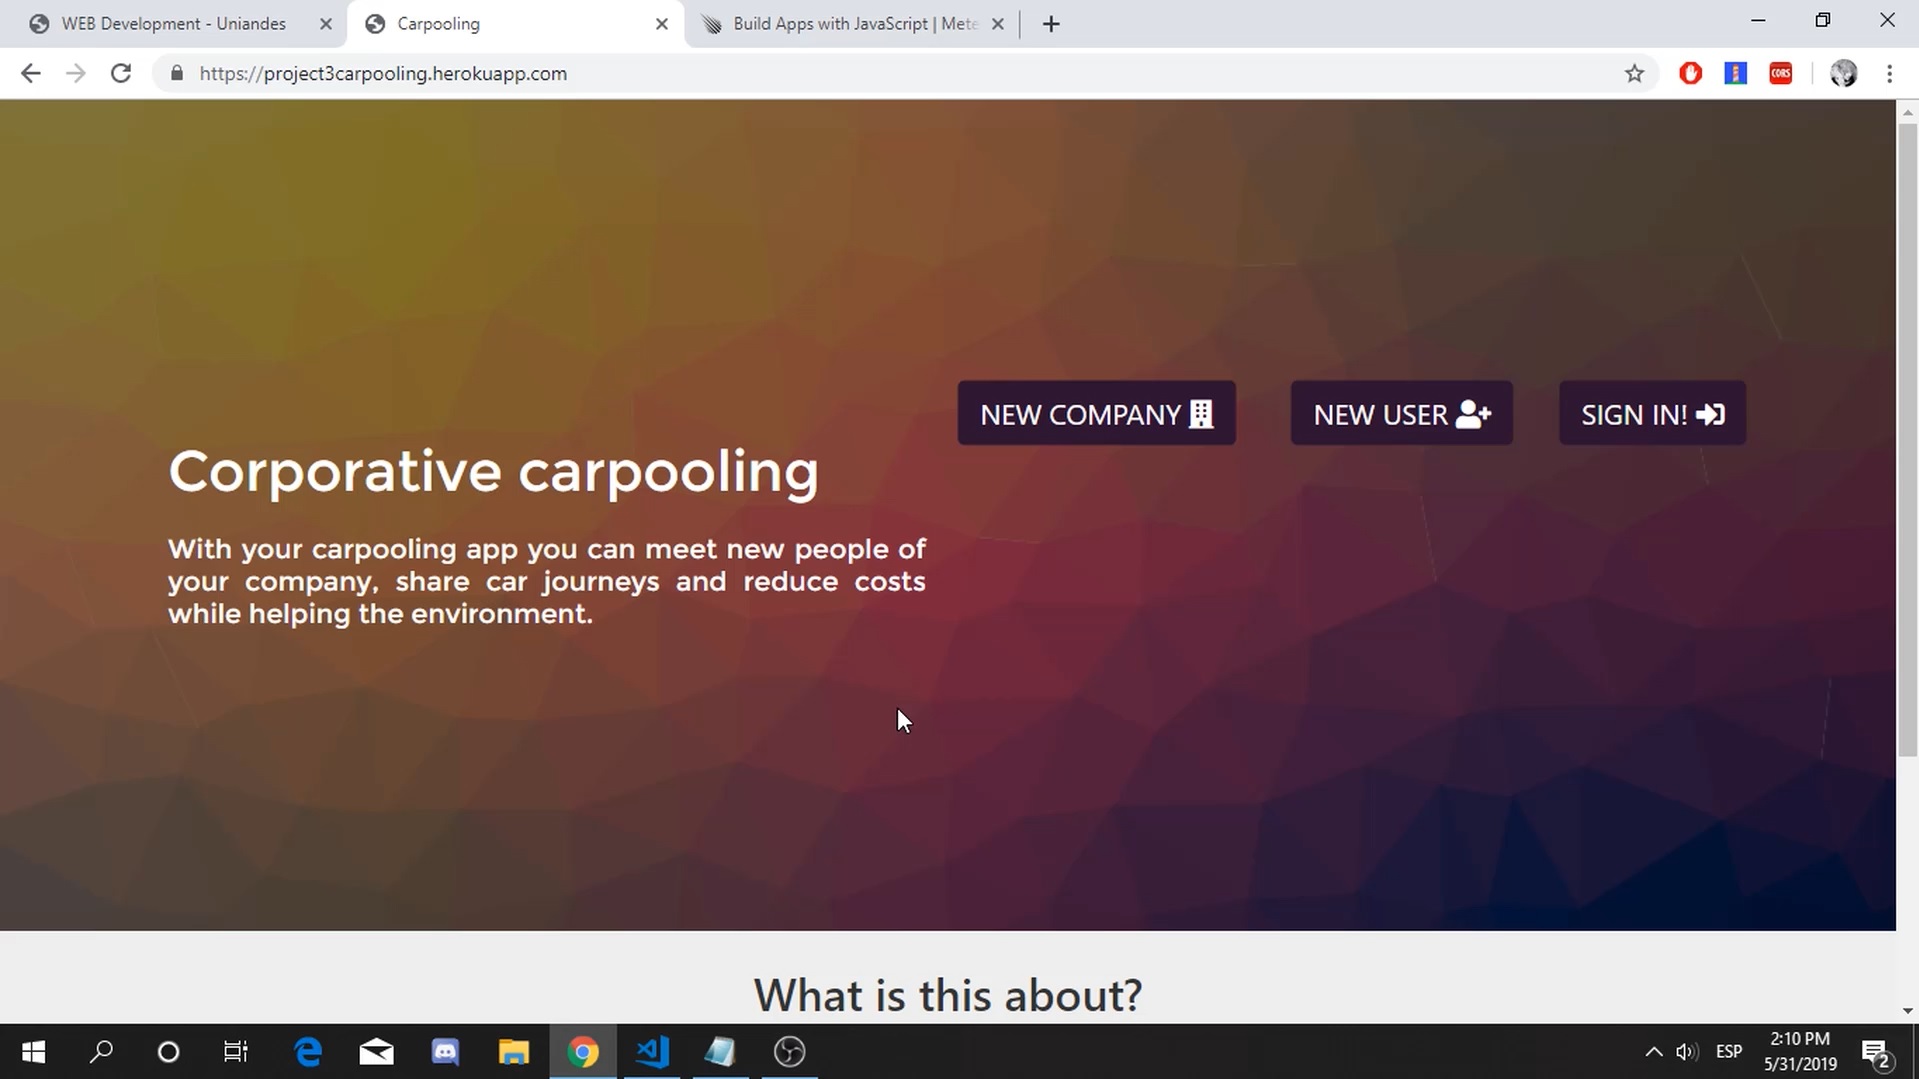 WEB Development - Uniandes
Carpooling
Build Apps with JavaScript | Mete
https://project3carpooling.herokuapp.com
CORS
NEW COMPANY
NEW USER
SIGN IN!
Corporative carpooling
With your carpooling app you can meet new people of
your company, share car journeys and reduce costs
while helping the environment.
What is this about?
ESP
2:10 PM
5/31/2019
2